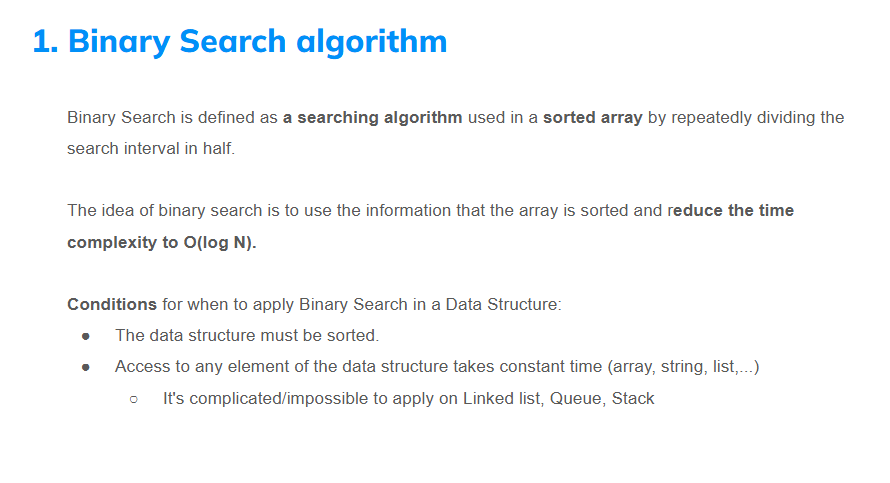 1. Binary Search algorithm
Binary Search is defined as a searching algorithm used in a sorted array by repeatedly dividing the
search interval in half.
The idea of binary search is to use the information that the array is sorted and reduce the time
complexity to O(log N).
Conditions for when to apply Binary Search in a Data Structure:
● The data structure must be sorted.
● Access to any element of the data structure takes constant time (array, string, list,...)
○ It's complicated/impossible to apply on Linked list, Queue, Stack